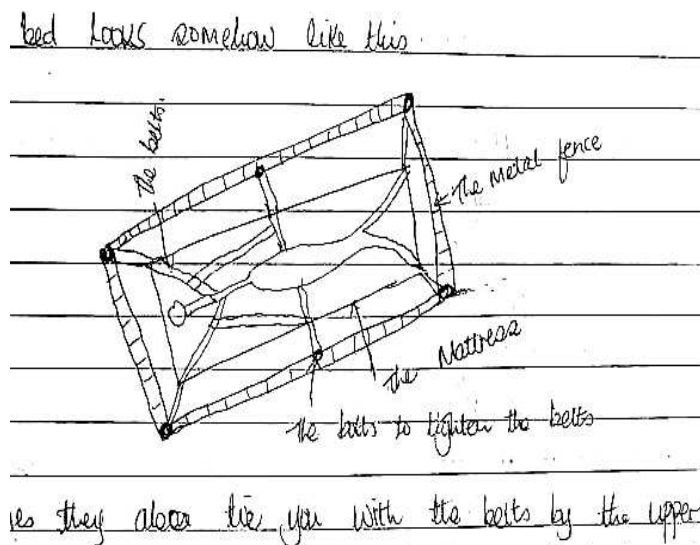 bed looks somehow like this.
The belts.
The Metal fence
The Mattress
The bolts to tighten the belts
es they also tie you with the belts by the upper